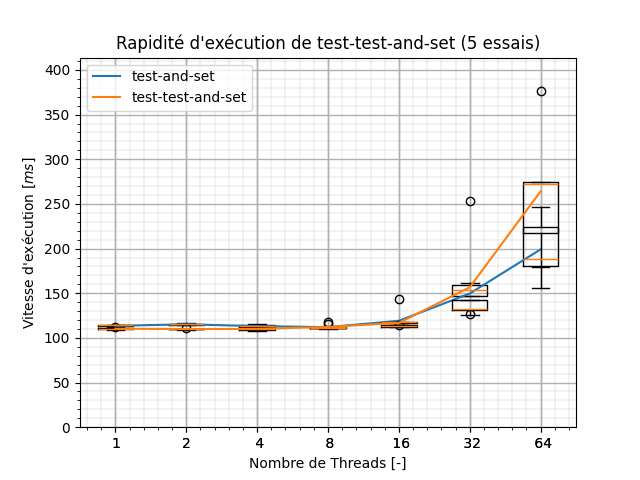 Rapidité d'exécution de test-test-and-set (5 essais)
test-and-set
test-test-and-set
Vitesse d'exécution [ms]
400
350
300
250
200
150
100
50
0
1 2 4 8 16 32 64
Nombre de Threads [-]